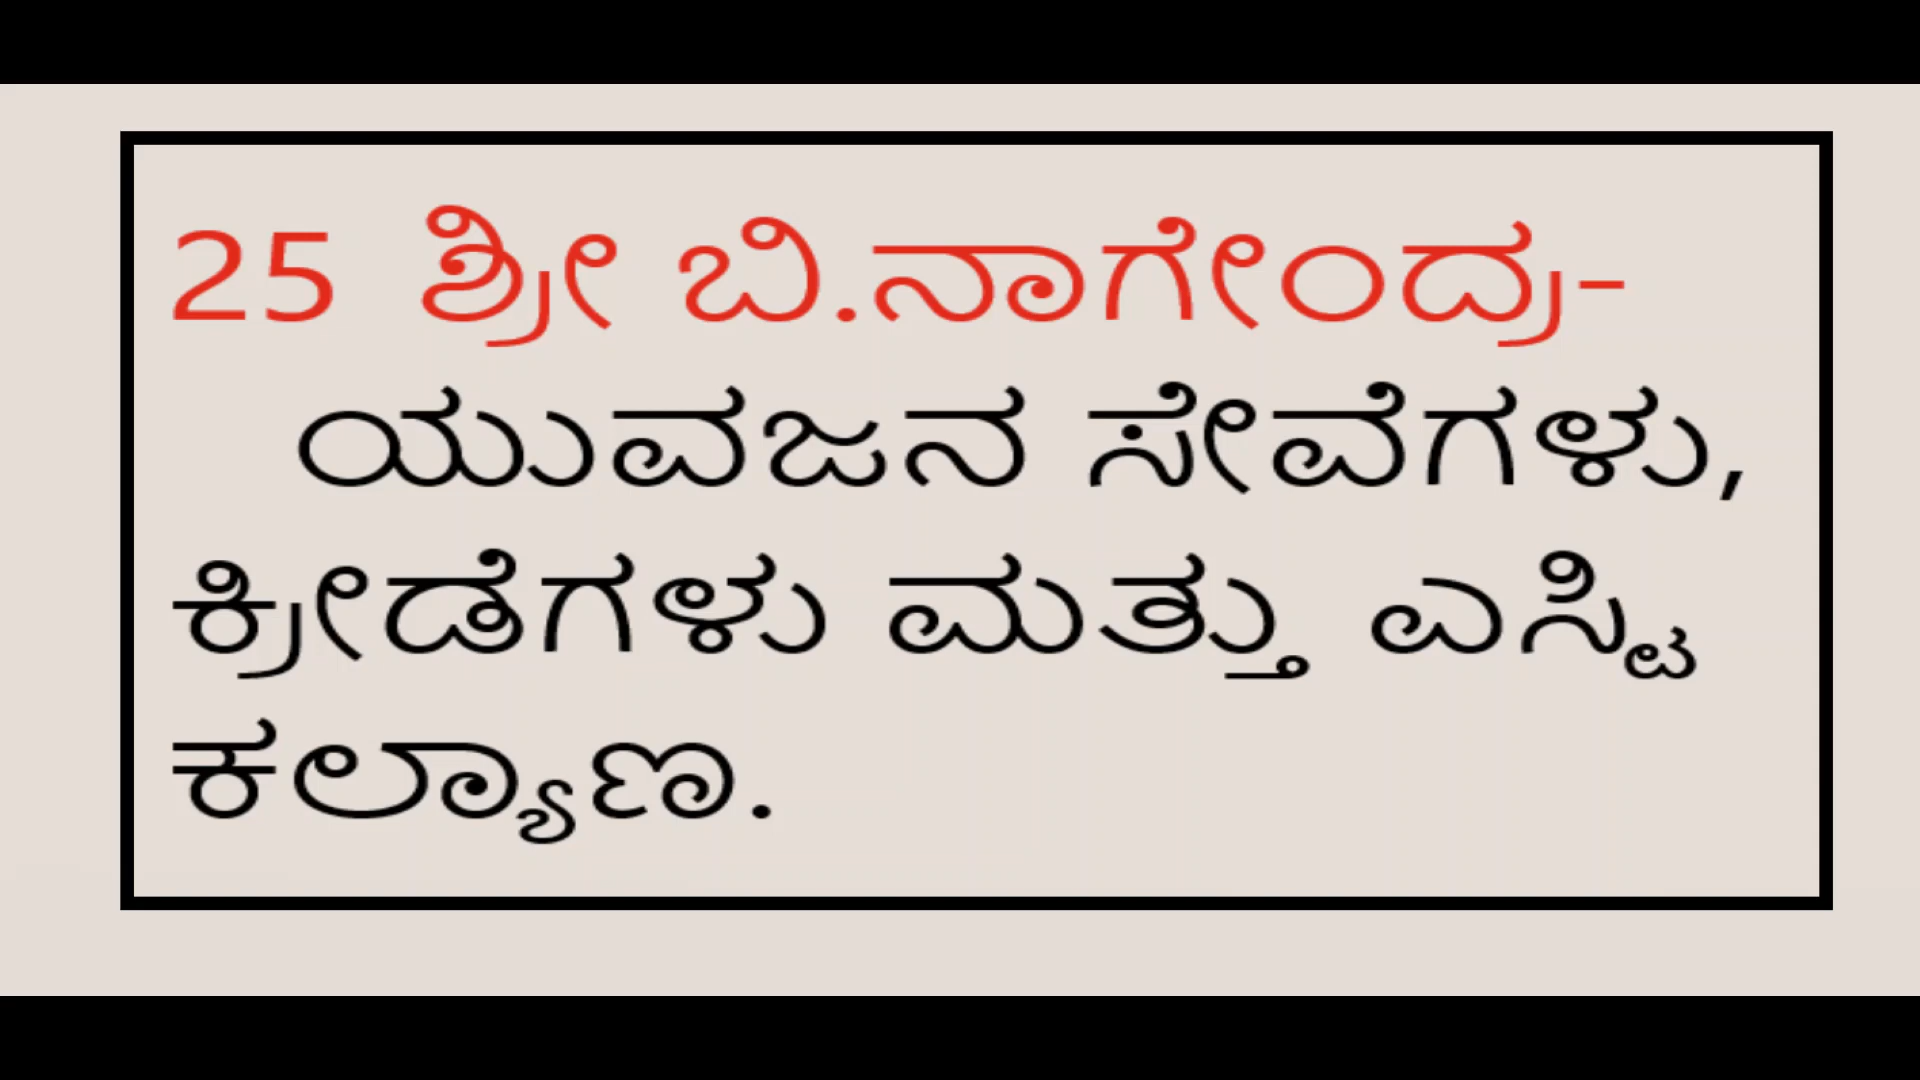 25 ಶ್ರೀ ಬಿ.ನಾಗೇಂದ್ರ-
ಯುವಜನ ಸೇವೆಗಳು,
ಕ್ರೀಡೆಗಳು ಮತ್ತು ಎಸ್ಟಿ
ಕಲ್ಯಾಣ.